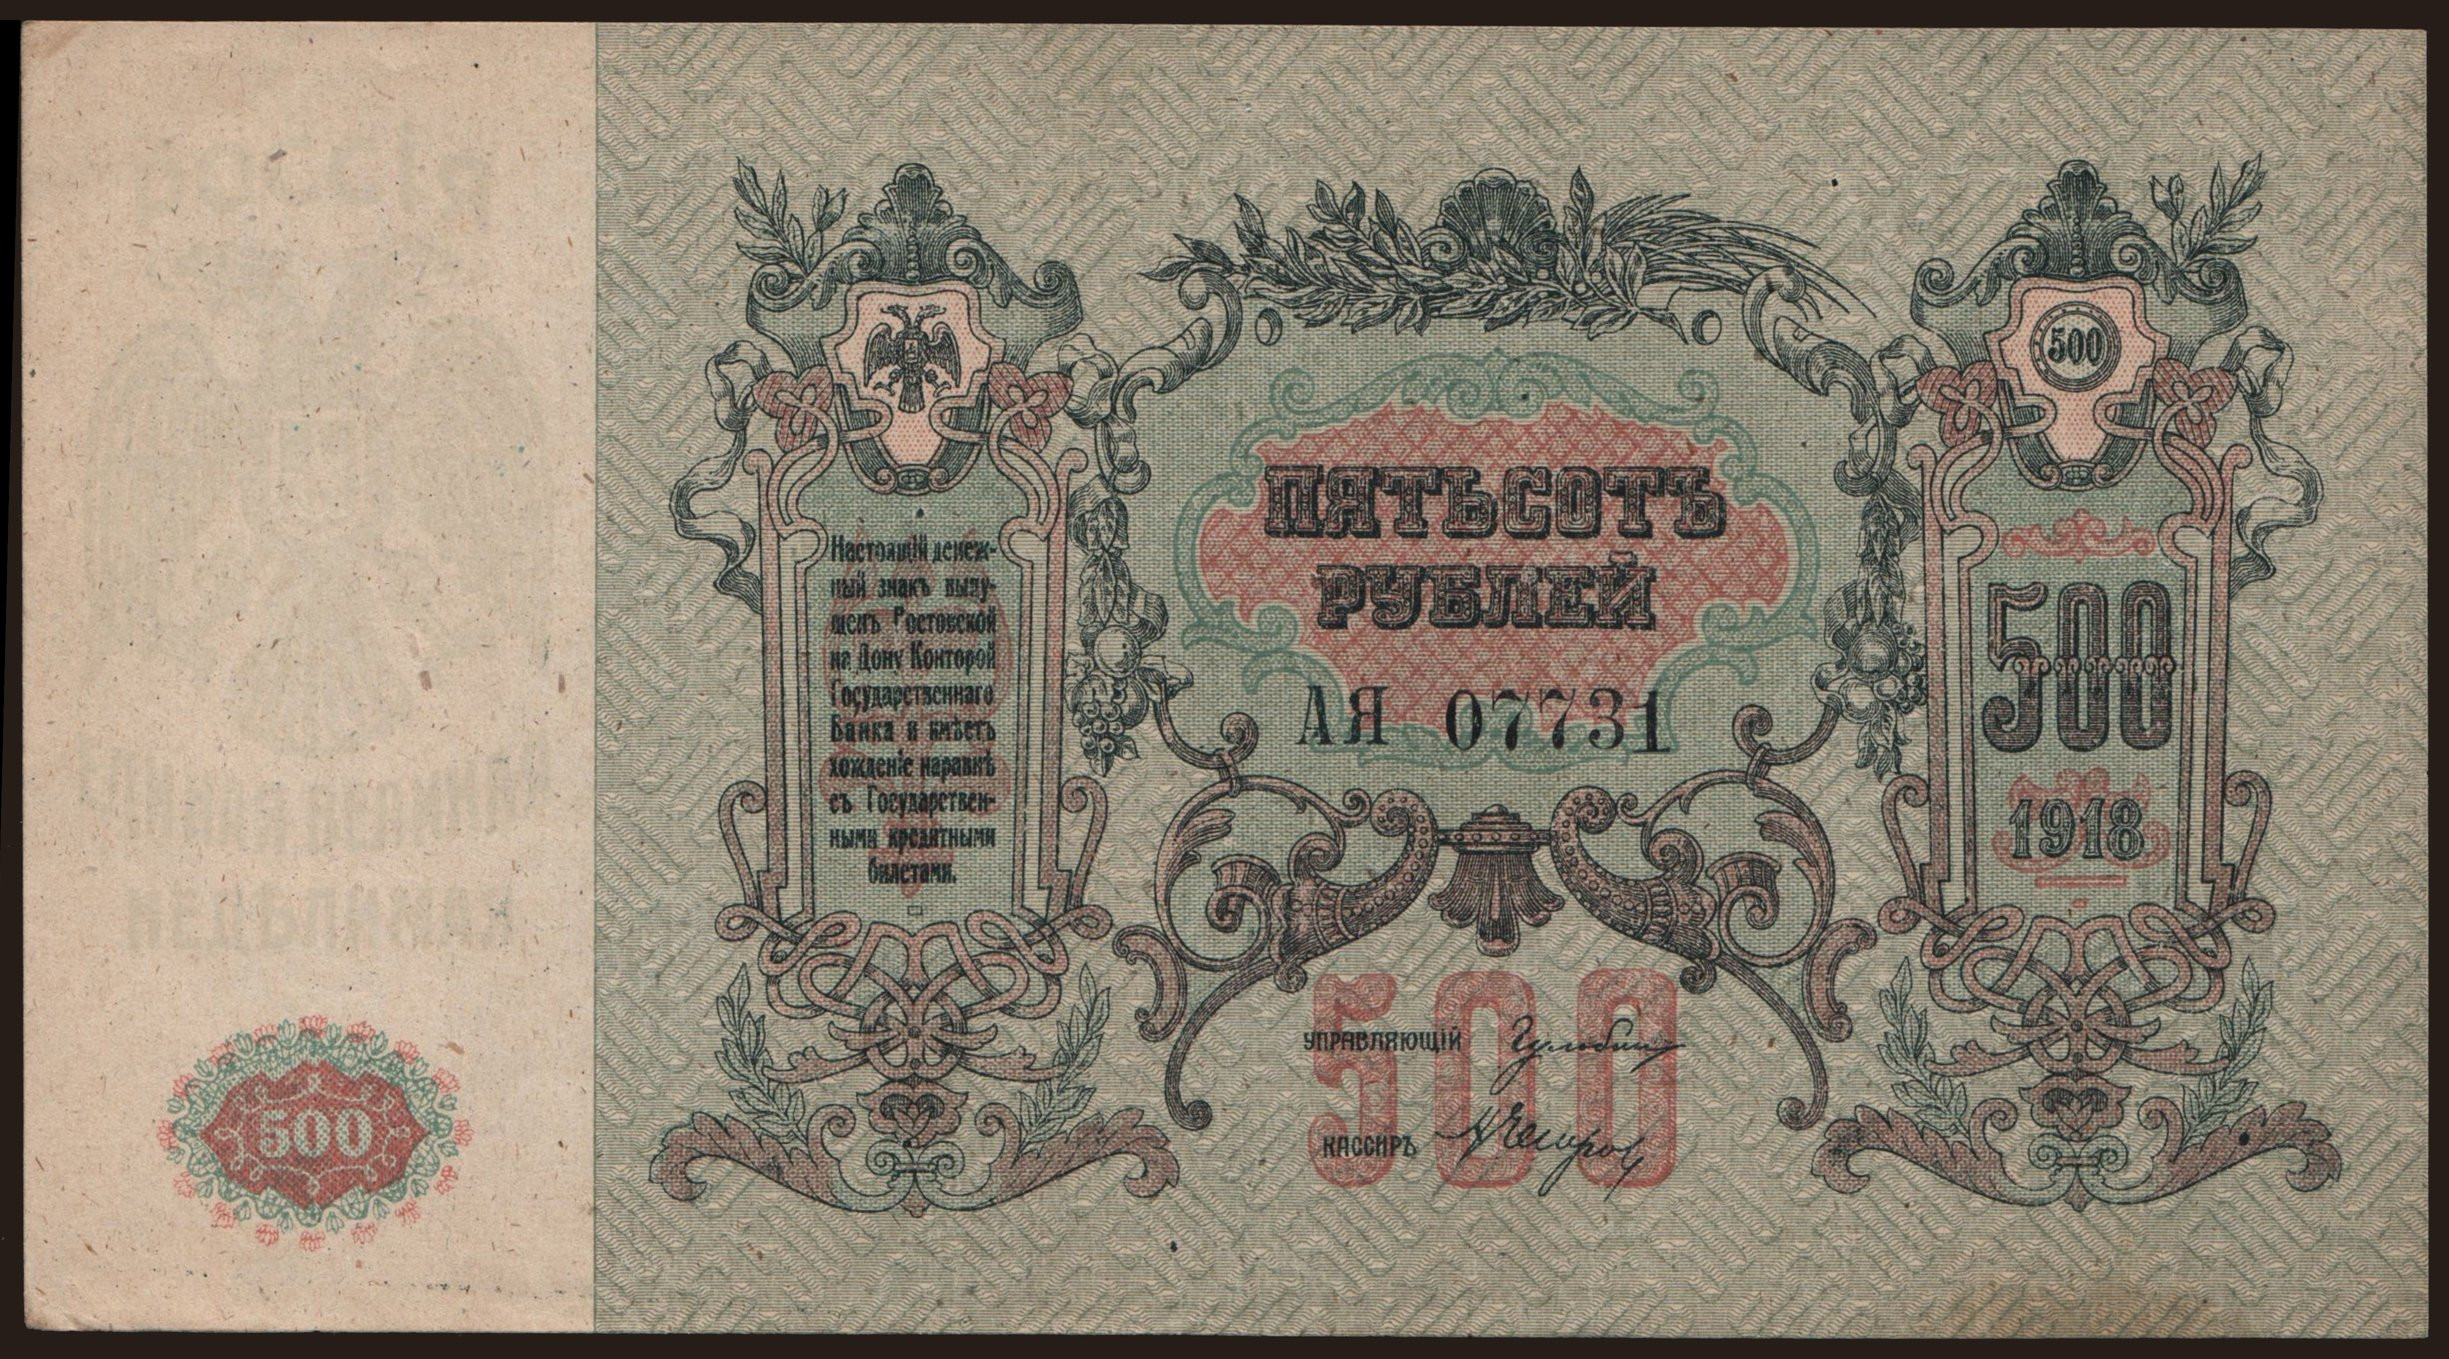 500
ПЯТЬСОТЪ
РУБЛЕЙ
АЯ 07731
Настоящій денеж-
ный знакъ выпу-
щенъ Ростовской
на Дону Конторой
Государственнаго
Банка и имѣетъ
хожденіе наравнѣ
съ Государствен-
ными кредитными
билетами.
500
1918
500
УПРАВЛЯЮЩІЙ
КАССИРЪ
500